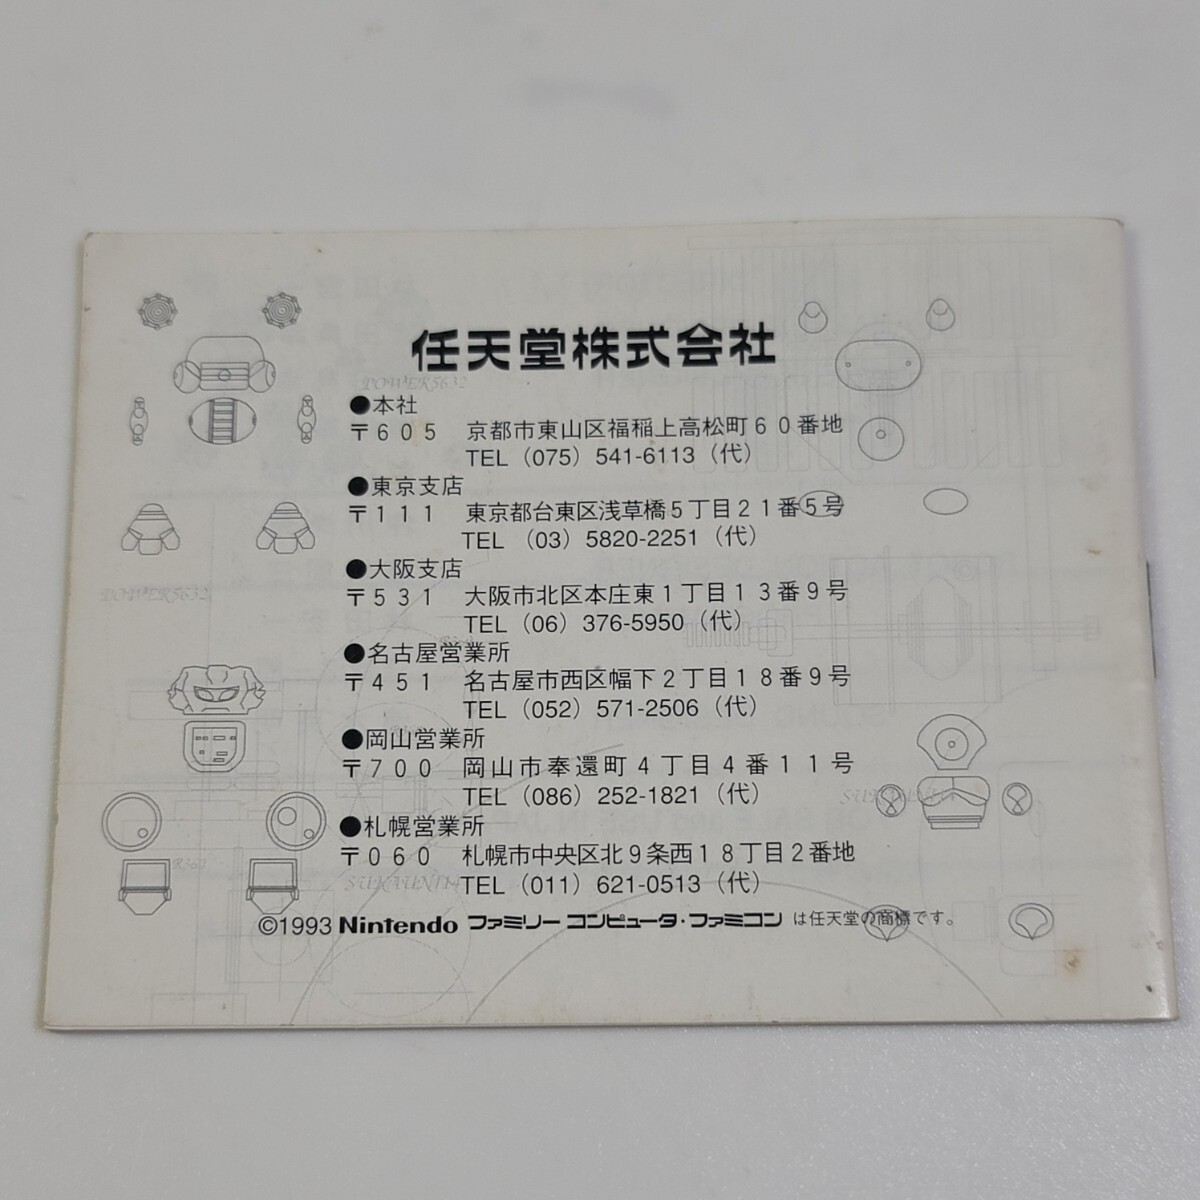 任天堂株式会社
POWER5632
●本社
〒605 京都市東山区福稲上高松町60番地
TEL (075) 541-6113 (代)
●東京支店
〒111 東京都台東区浅草橋5丁目21番5号
TEL (03) 5820-2251 (代)
●大阪支店
〒531 大阪市北区本庄東1丁目13番9号
POWER5632
TEL (06) 376-5950 (代)
●名古屋営業所
〒451 名古屋市西区幅下2丁目18番9号
TEL (052) 571-2506 (代)
●岡山営業所
〒700 岡山市奉還町4丁目4番11号
TEL (086) 252-1821 (代)
●札幌営業所
〒060 札幌市中央区北9条西18丁目2番地
TEL (011) 621-0513 (代)
©1993 Nintendo ファミリー コンピュータ・ファミコン は任天堂の商標です。